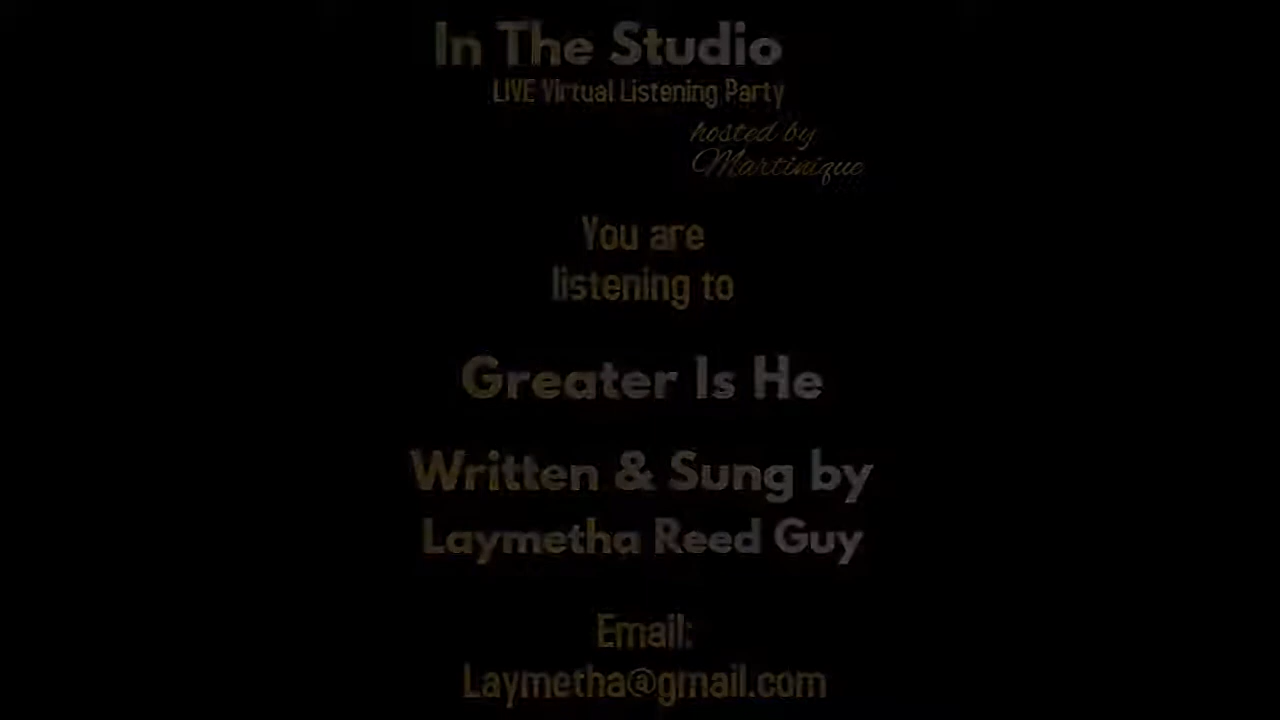 In The Studio
LIVE Virtual Listening Party
hosted by
Martinique
You are
listening to
Greater Is He
Written & Sung by
Laymetha Reed Guy
Email:
Laymetha@gmail.com